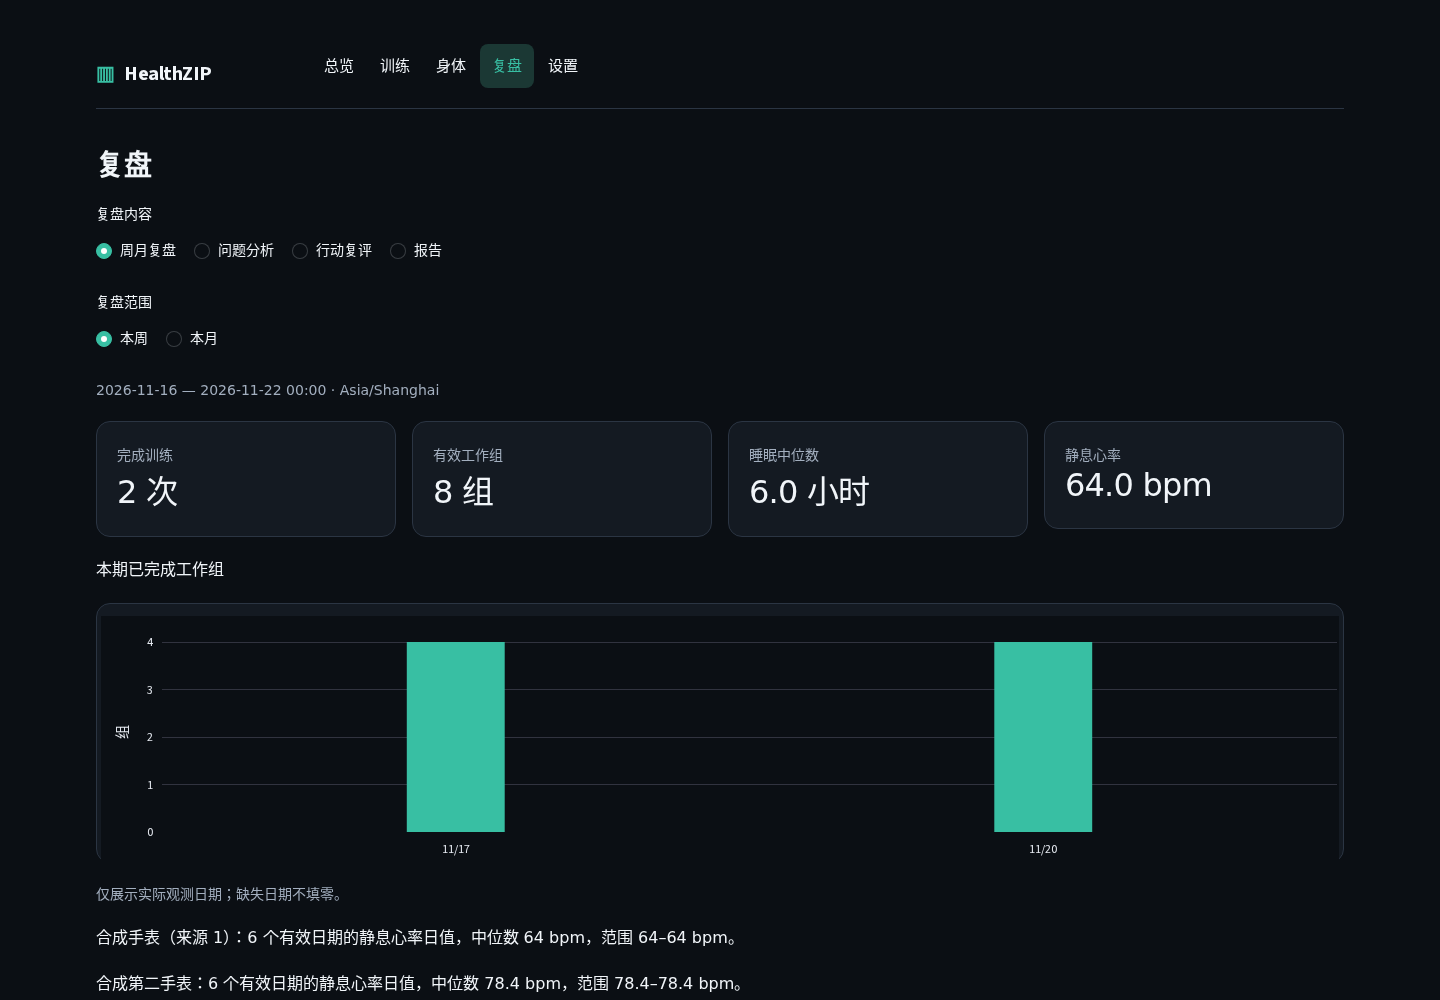 HealthZIP
总览 训练 身体 复盘 设置
复盘
复盘内容
周月复盘 问题分析 行动复评 报告
复盘范围
本周 本月
2026-11-16 — 2026-11-22 00:00 · Asia/Shanghai
完成训练
2 次
有效工作组
8 组
睡眠中位数
6.0 小时
静息心率
64.0 bpm
本期已完成工作组
4
3
2
1
0
组
11/17 11/20
仅展示实际观测日期；缺失日期不填零。
合成手表（来源 1）：6 个有效日期的静息心率日值，中位数 64 bpm，范围 64–64 bpm。
合成第二手表：6 个有效日期的静息心率日值，中位数 78.4 bpm，范围 78.4–78.4 bpm。